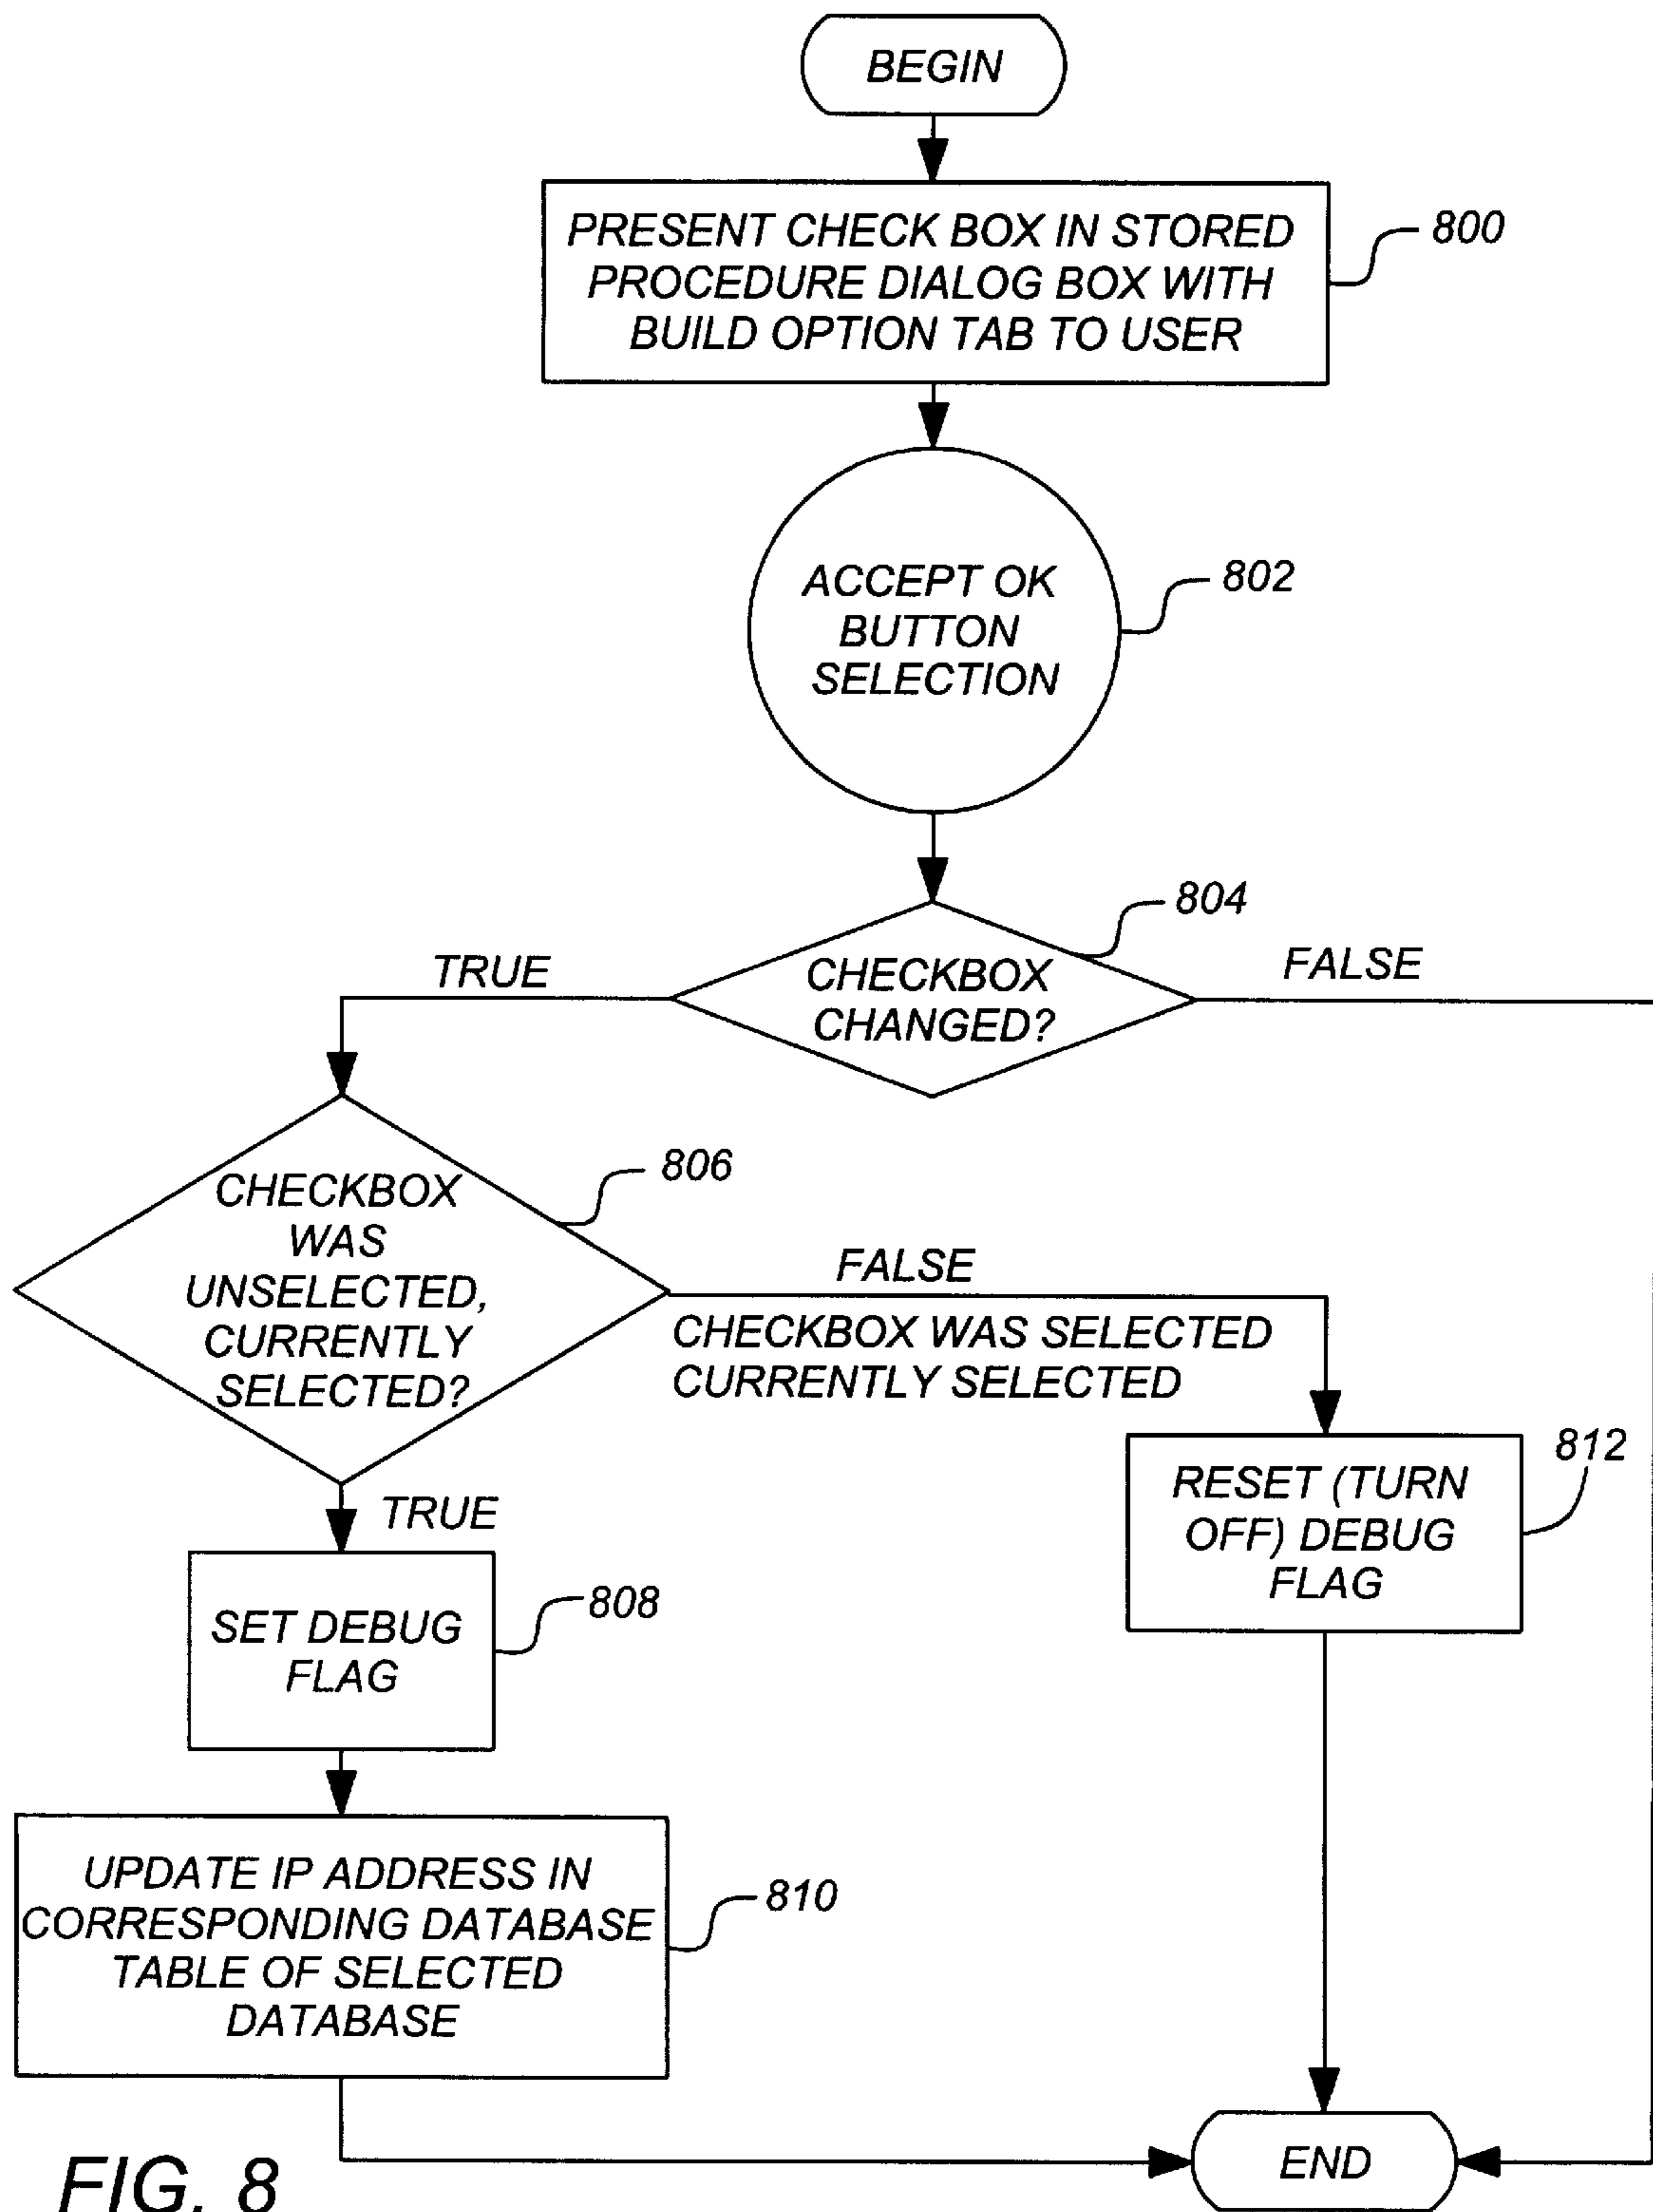 BEGIN
PRESENT CHECK BOX IN STORED
PROCEDURE DIALOG BOX WITH
BUILD OPTION TAB TO USER
800
ACCEPT OK
BUTTON
SELECTION
802
804
CHECKBOX
CHANGED?
TRUE
FALSE
806
CHECKBOX
WAS
UNSELECTED,
CURRENTLY
SELECTED?
FALSE
CHECKBOX WAS SELECTED
CURRENTLY SELECTED
812
RESET (TURN
OFF) DEBUG
FLAG
TRUE
SET DEBUG
FLAG
808
UPDATE IP ADDRESS IN
CORRESPONDING DATABASE
TABLE OF SELECTED
DATABASE
810
END
FIG. 8